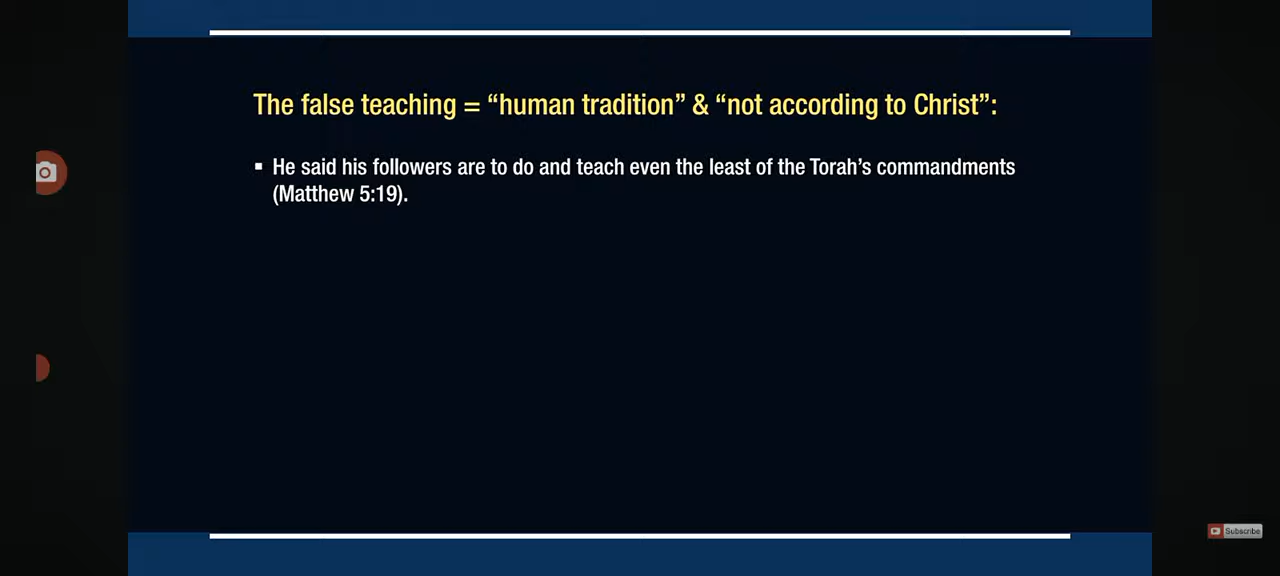 The false teaching = “human tradition” & “not according to Christ”:
▪ He said his followers are to do and teach even the least of the Torah’s commandments
(Matthew 5:19).
Subscribe